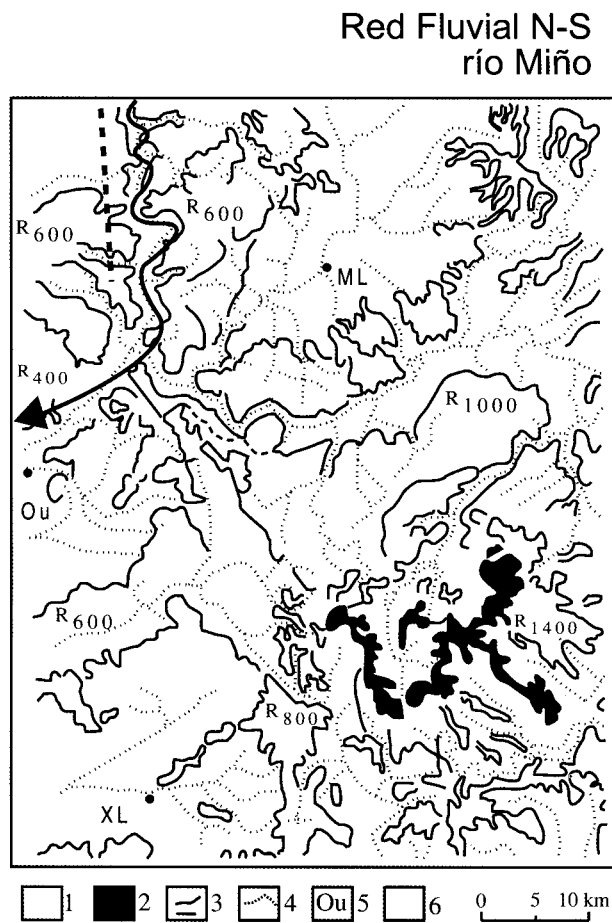 Red Fluvial N-S
río Miño
R600
R600
ML
R400
R1000
Ou
R600
R1400
R800
XL
1 2 3 4 Ou 5 6 0 5 10 km